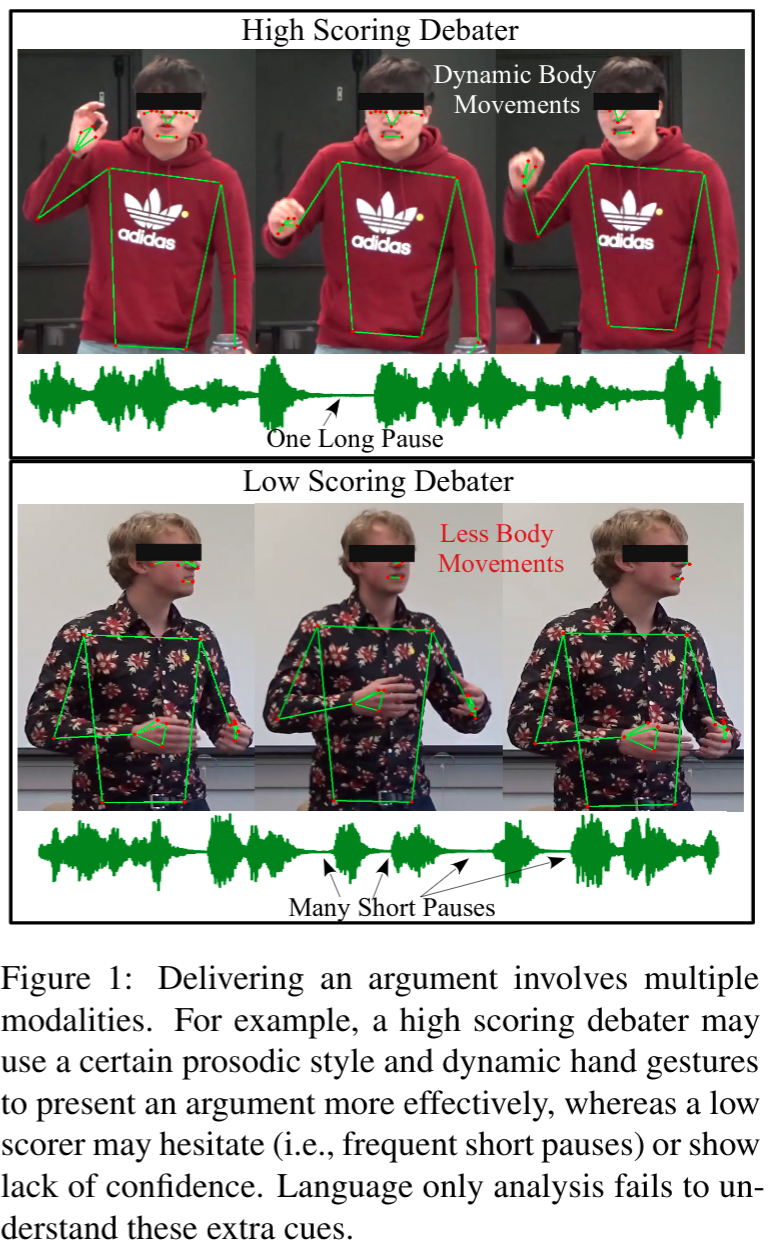 High Scoring Debater
Dynamic Body
Movements
adidas
adidas
adidas
One Long Pause
Low Scoring Debater
Less Body
Movements
Many Short Pauses
Figure 1: Delivering an argument involves multiple
modalities. For example, a high scoring debater may
use a certain prosodic style and dynamic hand gestures
to present an argument more effectively, whereas a low
scorer may hesitate (i.e., frequent short pauses) or show
lack of confidence. Language only analysis fails to un-
derstand these extra cues.